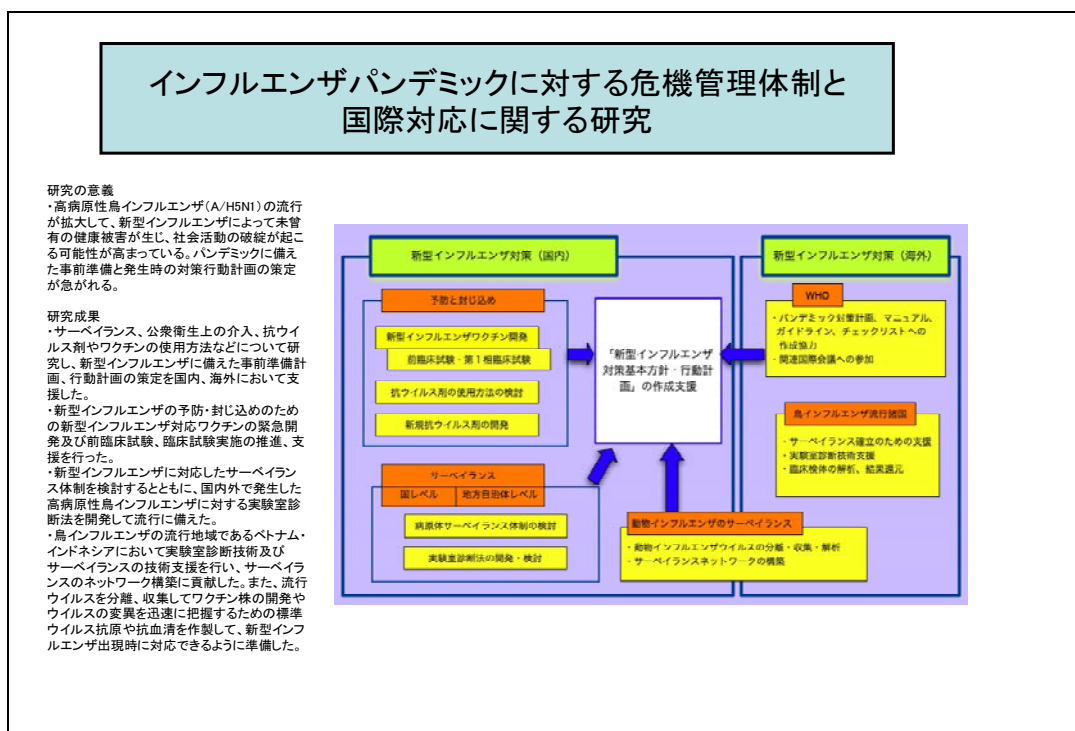 インフルエンザパンデミックに対する危機管理体制と
国際対応に関する研究
研究の意義
・高病原性鳥インフルエンザ(A/H5N1)の流行
が拡大して、新型インフルエンザによって未曾
有の健康被害が生じ、社会活動の破綻が起こ
る可能性が高まっている。パンデミックに備え
た事前準備と発生時の対策行動計画の策定
が急がれる。
研究成果
・サーベイランス、公衆衛生上の介入、抗ウイ
ルス剤やワクチンの使用方法などについて研
究し、新型インフルエンザに備えた事前準備計
画、行動計画の策定を国内、海外において支
援した。
・新型インフルエンザの予防・封じ込めのため
の新型インフルエンザ対応ワクチンの緊急開
発及び前臨床試験、臨床試験実施の推進、支
援を行った。
・新型インフルエンザに対応したサーベイラン
ス体制を検討するとともに、国内外で発生した
高病原性鳥インフルエンザに対する実験室診
断法を開発して流行に備えた。
・鳥インフルエンザの流行地域であるベトナム・
インドネシアにおいて実験室診断技術及び
サーベイランスの技術支援を行い、サーベイラ
ンスのネットワーク構築に貢献した。また、流行
ウイルスを分離、収集してワクチン株の開発や
ウイルスの変異を迅速に把握するための標準
ウイルス抗原や抗血清を作製して、新型インフ
ルエンザ出現時に対応できるように準備した。
新型インフルエンザ対策(国内)
予防と封じ込め
新型インフルエンザワクチン開発
前臨床試験・第1相臨床試験
抗ウイルス剤の使用方法の検討
新規抗ウイルス剤の開発
サーベイランス
国レベル
地方自治体レベル
病原体サーベイランス体制の検討
実験室診断法の開発・検討
「新型インフルエンザ
対策基本方針・行動計
画」の作成支援
新型インフルエンザ対策(海外)
WHO
・パンデミック対策計画、マニュアル、
ガイドライン、チェックリストへの
作成協力
・関連国際会議への参加
鳥インフルエンザ流行諸国
・サーベイランス確立のための支援
・実験室診断技術支援
・臨床検体の解析、結果還元
動物インフルエンザのサーベイランス
・動物インフルエンザウイルスの分離・収集・解析
・サーベイランスネットワークの構築